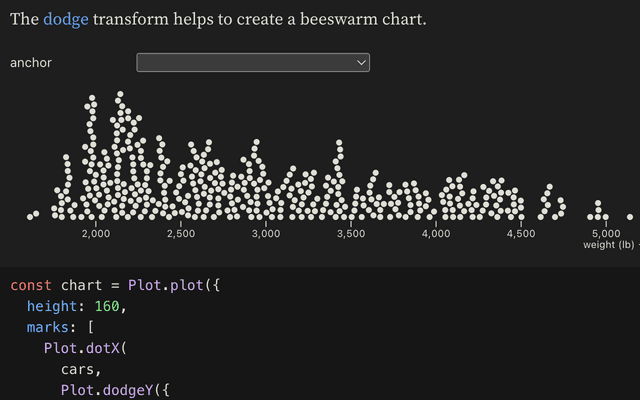 The dodge transform helps to create a beeswarm chart.
anchor
2,000 2,500 3,000 3,500 4,000 4,500 5,000
weight (lb)
const chart = Plot.plot({
  height: 160,
  marks: [
    Plot.dotX(
      cars,
      Plot.dodgeY({